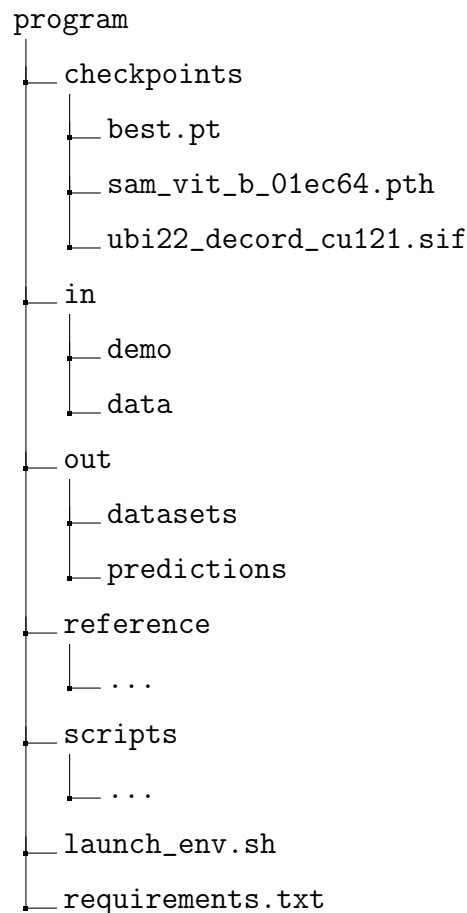 program
checkpoints
best.pt
sam_vit_b_01ec64.pth
ubi22_decord_cu121.sif
in
demo
data
out
datasets
predictions
reference
...
scripts
...
launch_env.sh
requirements.txt